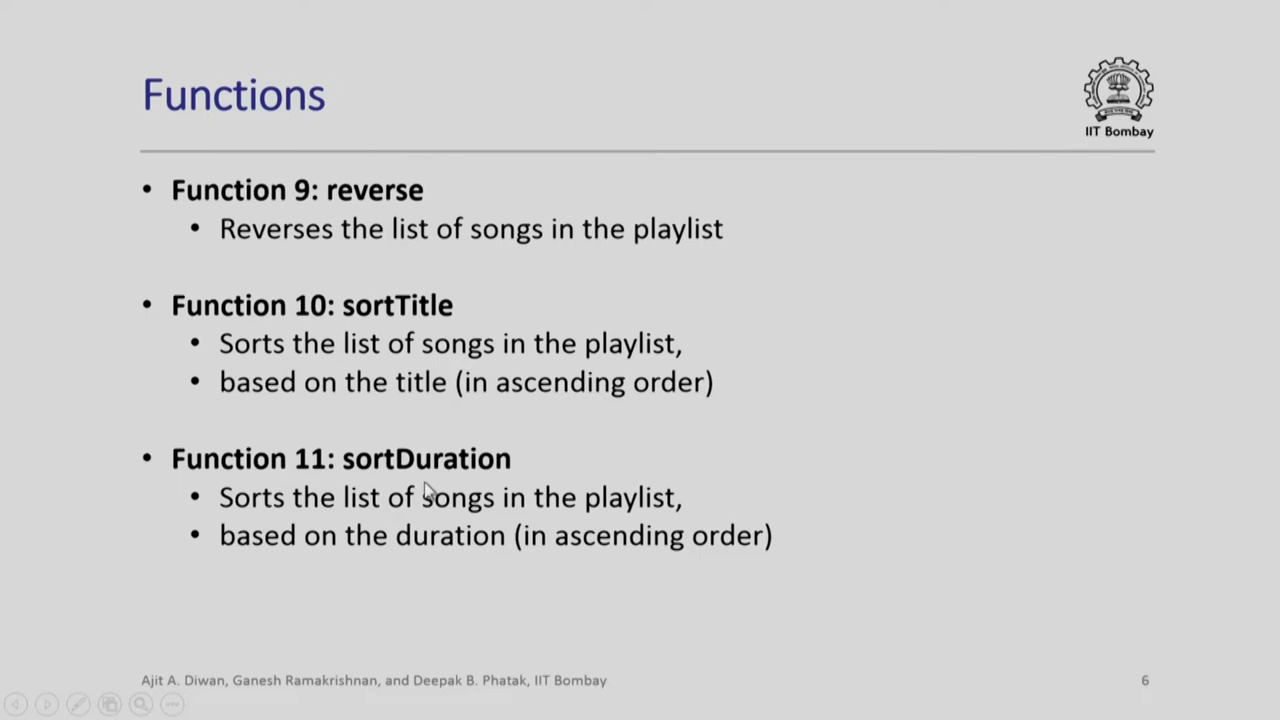 Functions
IIT Bombay
• Function 9: reverse
• Reverses the list of songs in the playlist
• Function 10: sortTitle
• Sorts the list of songs in the playlist,
• based on the title (in ascending order)
• Function 11: sortDuration
• Sorts the list of songs in the playlist,
• based on the duration (in ascending order)
Ajit A. Diwan, Ganesh Ramakrishnan, and Deepak B. Phatak, IIT Bombay
6